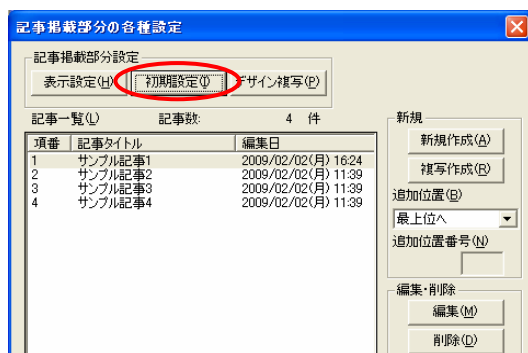 記事掲載部分の各種設定
記事掲載部分設定
表示設定(H) 初期設定(I) デザイン複写(P)
記事一覧(L) 記事数: 4 件
項番 記事タイトル 編集日
1 サンプル記事1 2009/02/02(月) 16:24
2 サンプル記事2 2009/02/02(月) 11:39
3 サンプル記事3 2009/02/02(月) 11:39
4 サンプル記事4 2009/02/02(月) 11:39
新規
新規作成(A)
複写作成(R)
追加位置(B)
最上位へ
追加位置番号(N)
編集・削除
編集(M)
削除(D)